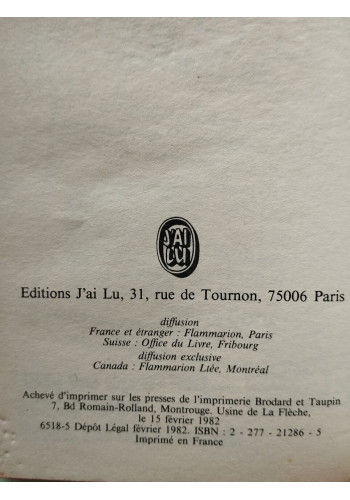 J'AI
LU
Editions J'ai Lu, 31, rue de Tournon, 75006 Paris
diffusion
France et étranger : Flammarion, Paris
Suisse : Office du Livre, Fribourg
diffusion exclusive
Canada : Flammarion Ltée, Montréal
Achevé d'imprimer sur les presses de l'imprimerie Brodard et Taupin
7, Bd Romain-Rolland, Montrouge. Usine de La Flèche,
le 15 février 1982
6518-5 Dépôt Légal février 1982. ISBN : 2 - 277 - 21286 - 5
Imprimé en France